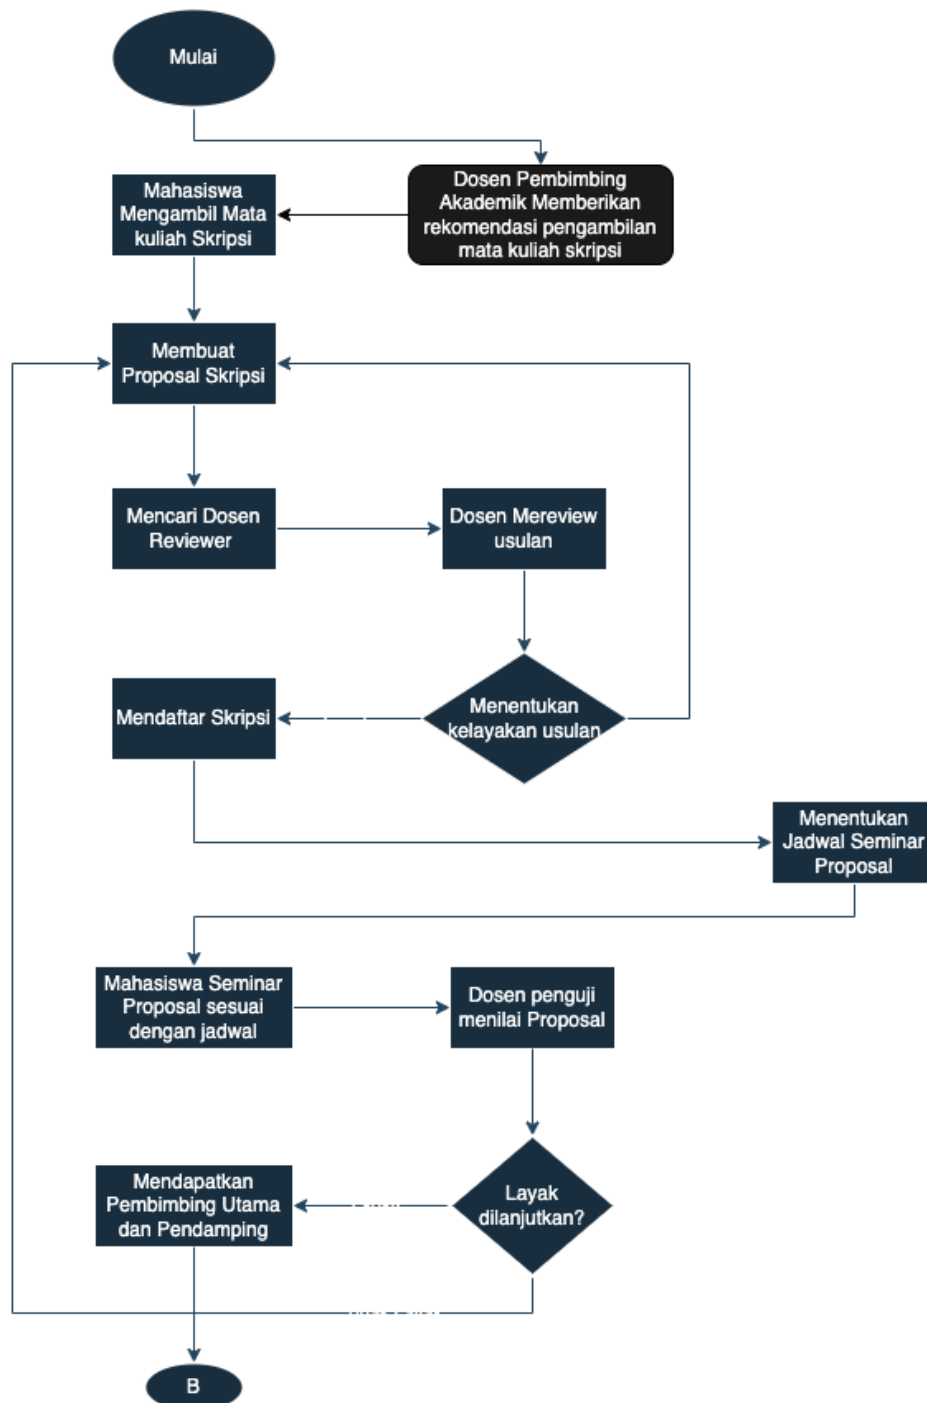 Mulai
Dosen Pembimbing
Akademik Memberikan
rekomendasi pengambilan
mata kuliah skripsi
Mahasiswa
Mengambil Mata
kuliah Skripsi
Membuat
Proposal Skripsi
Mencari Dosen
Reviewer
Dosen Mereview
usulan
Menentukan
kelayakan usulan
Mendaftar Skripsi
Menentukan
Jadwal Seminar
Proposal
Mahasiswa Seminar
Proposal sesuai
dengan jadwal
Dosen penguji
menilai Proposal
Layak
dilanjutkan?
Mendapatkan
Pembimbing Utama
dan Pendamping
B